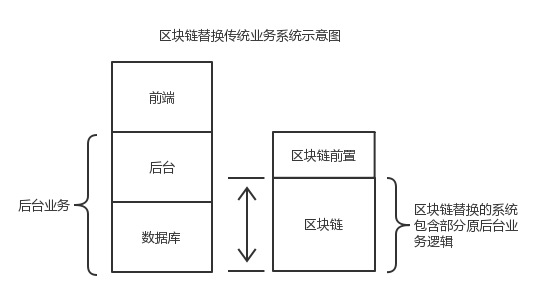 区块链替换传统业务系统示意图
前端
后台
数据库
后台业务
区块链前置
区块链
区块链替换的系统
包含部分原后台业
务逻辑